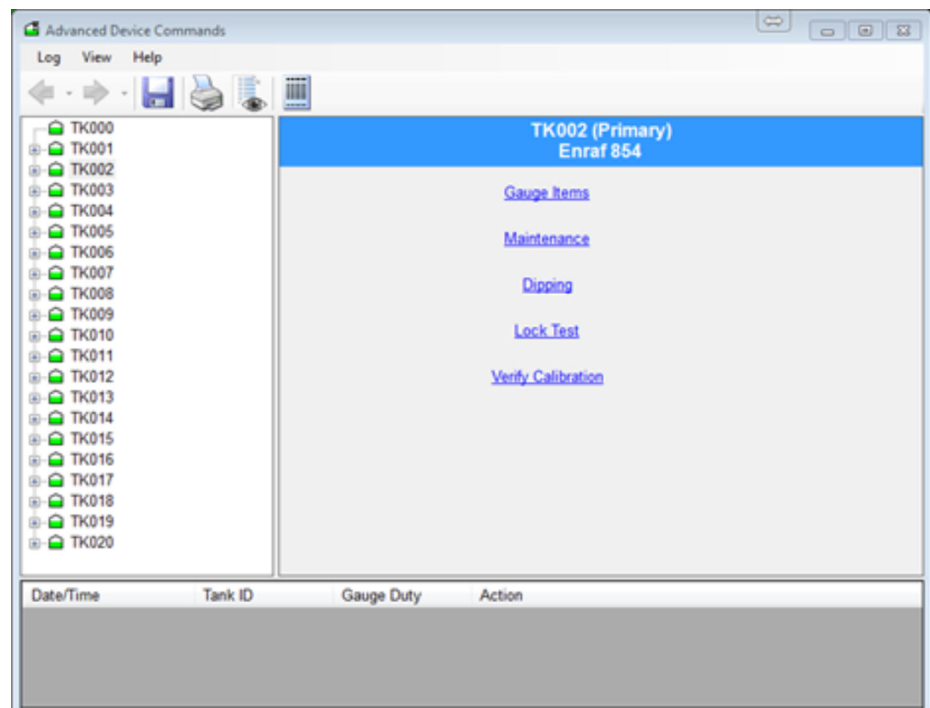 Advanced Device Commands
Log View Help
TK000
TK001
TK002
TK003
TK004
TK005
TK006
TK007
TK008
TK009
TK010
TK011
TK012
TK013
TK014
TK015
TK016
TK017
TK018
TK019
TK020
TK002 (Primary)
Enraf 854
Gauge Items
Maintenance
Dipping
Lock Test
Verify Calibration
Date/Time Tank ID Gauge Duty Action